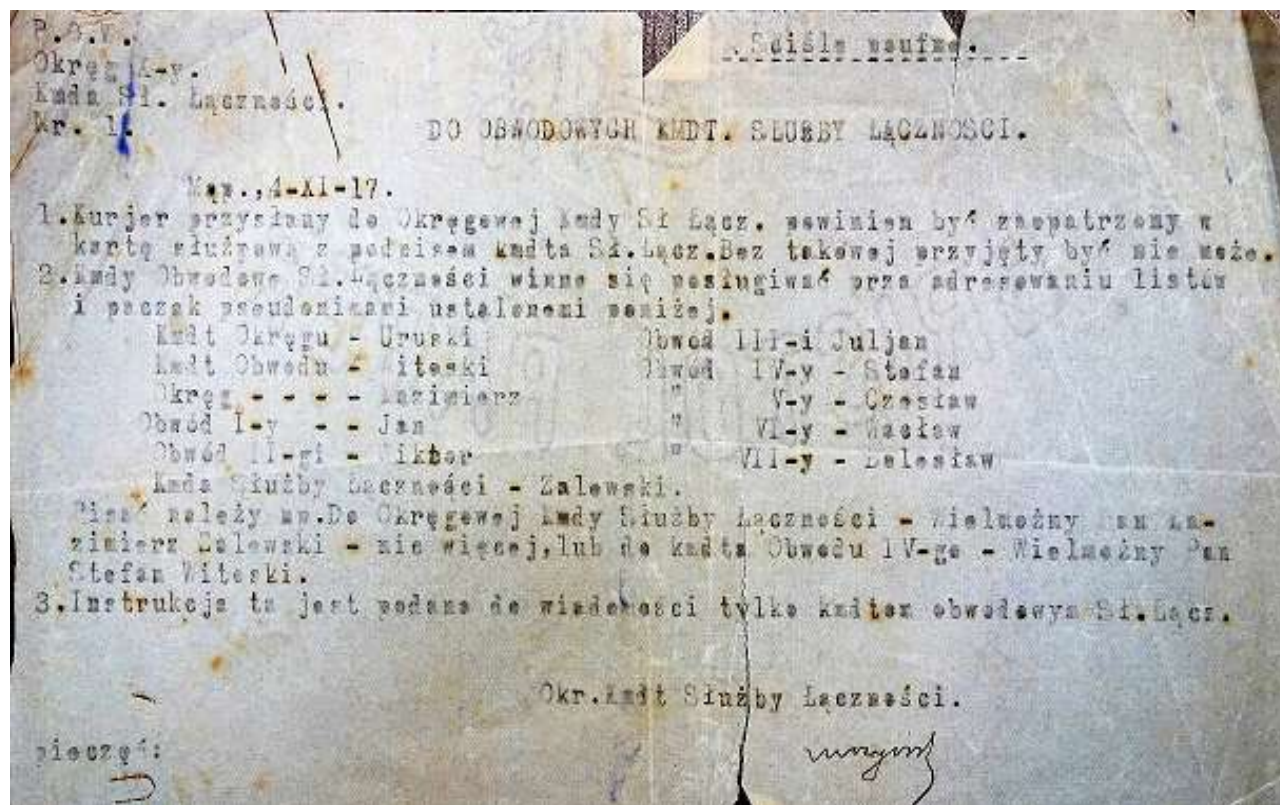 P.O.W.
Okręg X-y.
Kmda Sł. Łączności.
Nr. 1.
Ściśle poufne.
DO OBWODOWYCH KMDT. SŁUŻBY ŁĄCZNOŚCI.
Mąp.,4-XI-17.
1.Kurjer przysłany do Okręgowej Kmdy Sł Łącz. powinien być zaopatrzony w
kartę służbową z podpisem kmdta Sł.Łącz.Bez takowej przyjęty być nie może.
2.Kmdy Obwodowe Sł.Łączności winne się posługiwać przy adresowaniu listów
i paczek pseudonimami ustalonemi poniżej.
Kmdt Okręgu - Uruski Obwód III-i Juljan
Kmdt Obwodu - Witoski Obwód IV-y - Stefan
Okręg - - - - Kazimierz " V-y - Czesław
Obwód I-y - - Jan " VI-y - Wacław
Obwód II-gi - Wiktor " VII-y - Bolesław
Kmda Służby Łączności - Zalewski.
Pisać należy np.Do Okręgowej Kmdy Służby Łączności - Wielmożny Pan Ka-
zimierz Zalewski - nie więcej,lub do kmdta Obwodu IV-go - Wielmożny Pan
Stefan Witoski.
3.Instrukcja ta jest podana do wiadomości tylko kmdtom obwodowym Sł.Łącz.
Okr.Kmdt Służby Łączności.
pieczęć: